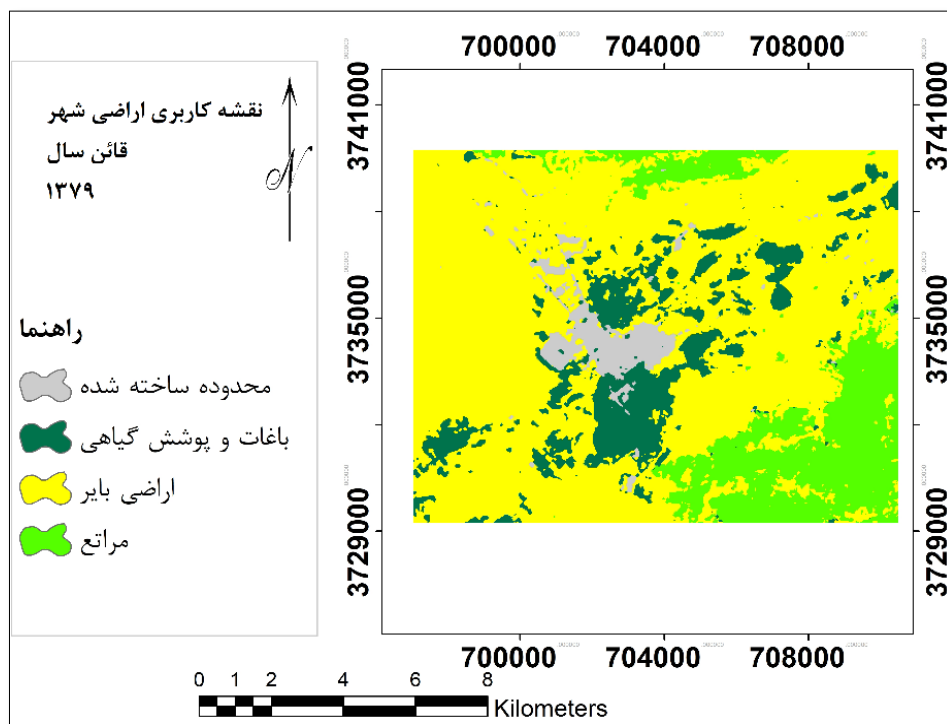 نقشه کاربری اراضی شهر
قائن سال
۱۳۷۹
N
راهنما
محدوده ساخته شده
باغات و پوشش گیاهی
اراضی بایر
مراتع
700000 704000 708000
3741000
3735000
3729000
3741000
3735000
3729000
700000 704000 708000
0 1 2 4 6 8
Kilometers